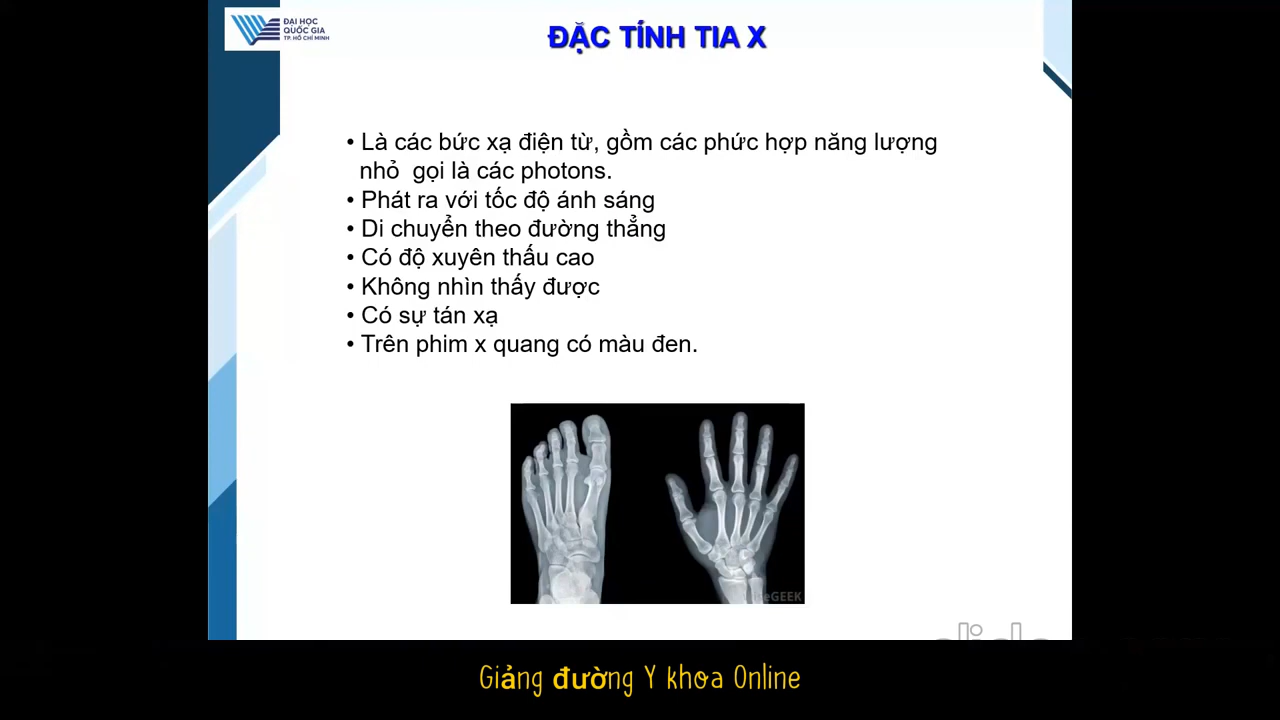 ĐẠI HỌC
QUỐC GIA
TP. HỒ CHÍ MINH
ĐẶC TÍNH TIA X
• Là các bức xạ điện từ, gồm các phức hợp năng lượng
nhỏ gọi là các photons.
• Phát ra với tốc độ ánh sáng
• Di chuyển theo đường thẳng
• Có độ xuyên thấu cao
• Không nhìn thấy được
• Có sự tán xạ
• Trên phim x quang có màu đen.
Giảng đường Y khoa Online